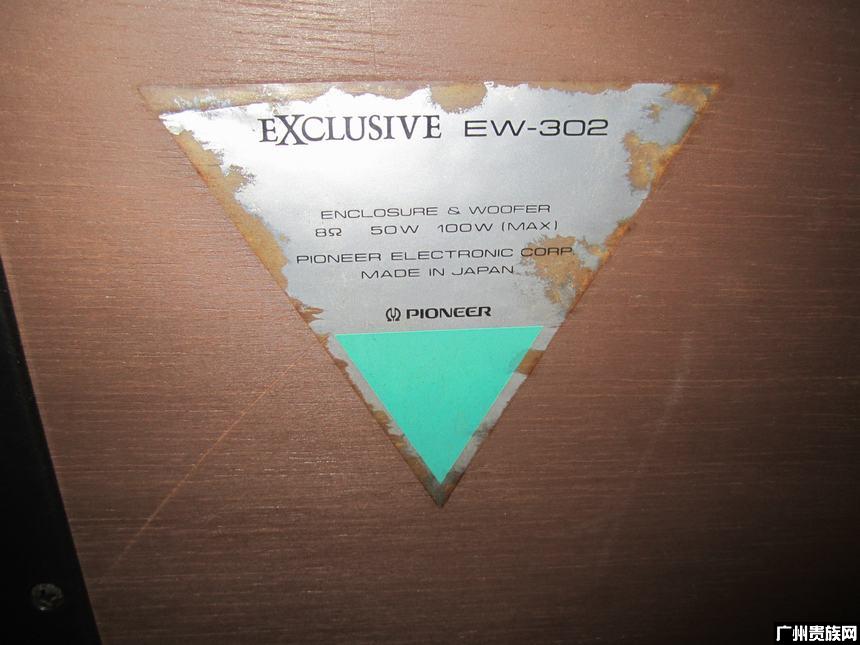 EXCLUSIVE EW-302
ENCLOSURE & WOOFER
8Ω 50W 100W (MAX)
PIONEER ELECTRONIC CORP.
MADE IN JAPAN
PIONEER
广州贵族网